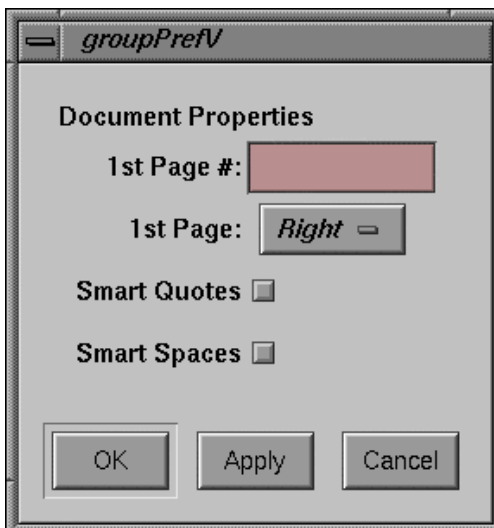 groupPrefV
Document Properties
1st Page #:
1st Page: Right
Smart Quotes
Smart Spaces
OK Apply Cancel